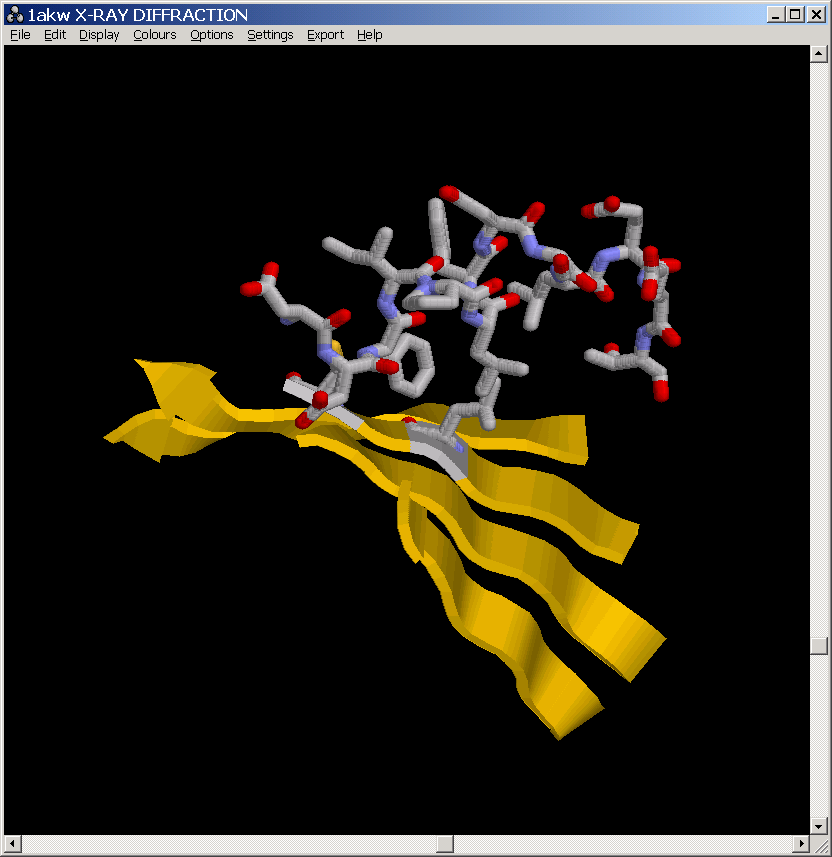 1akw X-RAY DIFFRACTION
File Edit Display Colours Options Settings Export Help